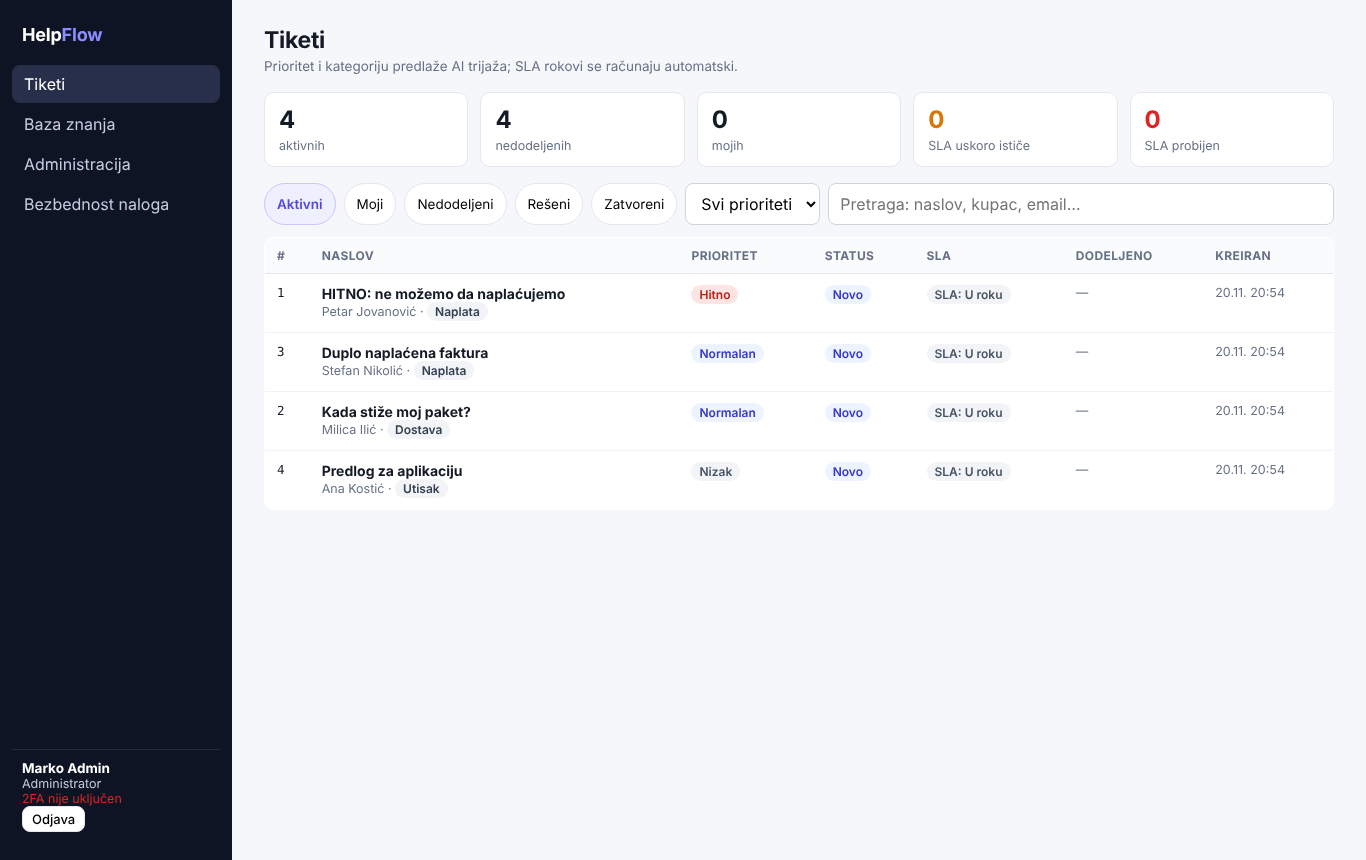 HelpFlow
Tiketi
Baza znanja
Administracija
Bezbednost naloga
Marko Admin
Administrator
2FA nije uključen
Odjava
Tiketi
Prioritet i kategoriju predlaže AI trijaža; SLA rokovi se računaju automatski.
4 4 0 0 0
aktivnih nedodeljenih mojih SLA uskoro ističe SLA probijen
Aktivni Moji Nedodeljeni Rešeni Zatvoreni Svi prioriteti Pretraga: naslov, kupac, email...
# NASLOV PRIORITET STATUS SLA DODELJENO KREIRAN
1 HITNO: ne možemo da naplaćujemo Hitno Novo SLA: U roku — 20.11. 20:54
Petar Jovanović · Naplata
3 Duplo naplaćena faktura Normalan Novo SLA: U roku — 20.11. 20:54
Stefan Nikolić · Naplata
2 Kada stiže moj paket? Normalan Novo SLA: U roku — 20.11. 20:54
Milica Ilić · Dostava
4 Predlog za aplikaciju Nizak Novo SLA: U roku — 20.11. 20:54
Ana Kostić · Utisak